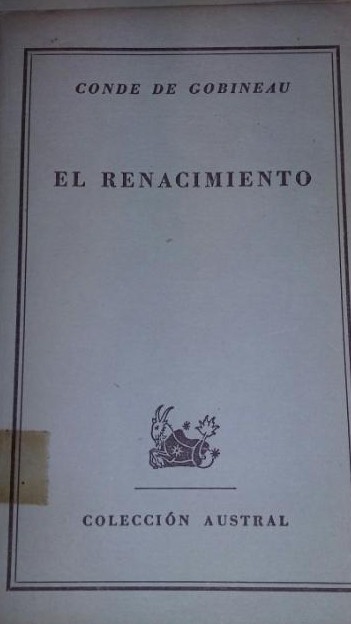 CONDE DE GOBINEAU
EL RENACIMIENTO
COLECCIÓN AUSTRAL